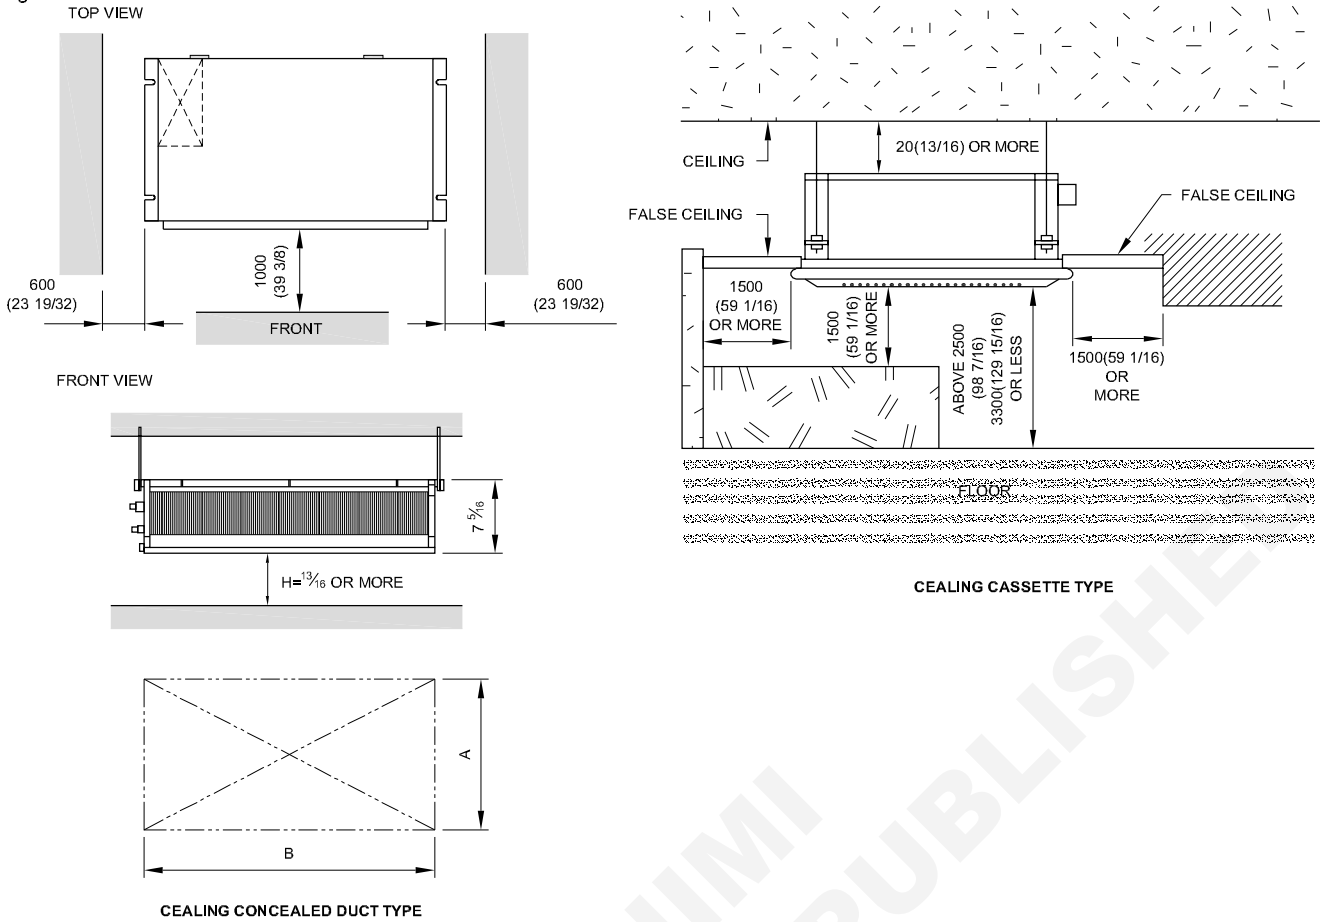 TOP VIEW
600
(23 19/32)
1000
(39 3/8)
600
(23 19/32)
FRONT
FRONT VIEW
7 5/16
H=13/16 OR MORE
A
B
CEALING CONCEALED DUCT TYPE
CEILING
20(13/16) OR MORE
FALSE CEILING
FALSE CEILING
1500
(59 1/16)
OR MORE
1500
(59 1/16)
OR MORE
ABOVE 2500
(98 7/16)
3300(129 15/16)
OR LESS
1500(59 1/16)
OR
MORE
FLOOR
CEALING CASSETTE TYPE